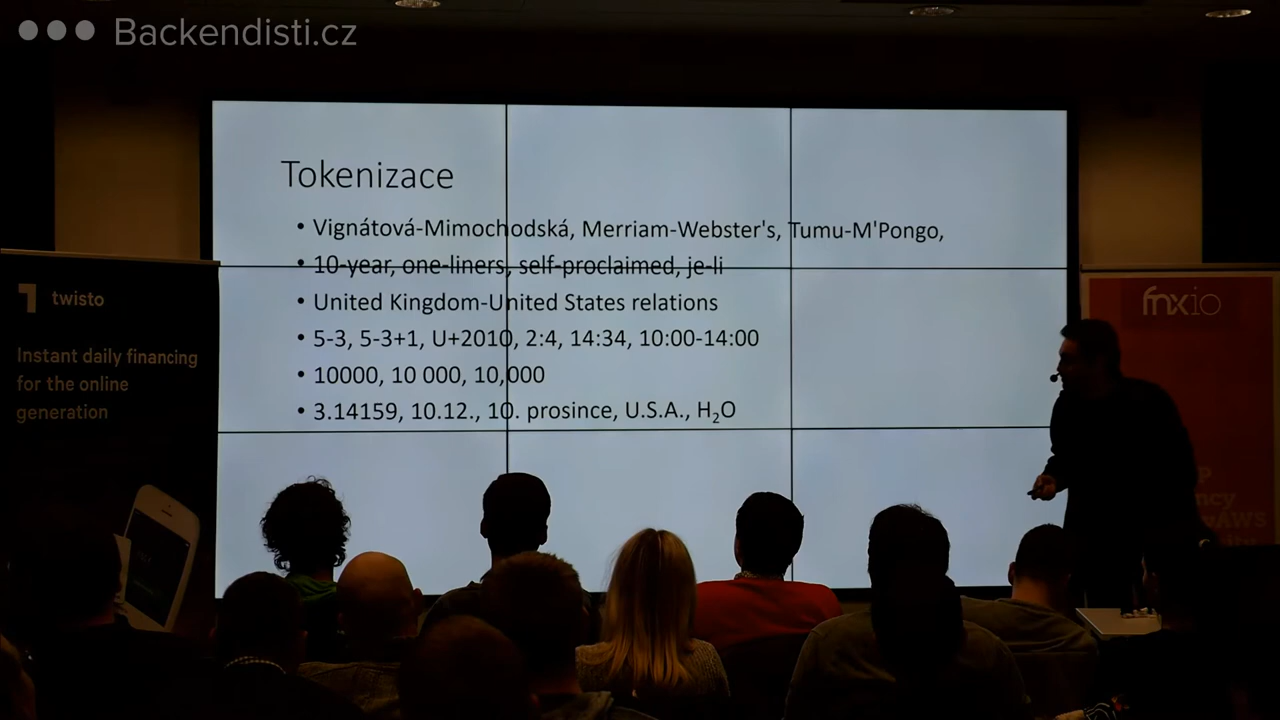 Backendisti.cz
Tokenizace
• Vignátová-Mimochodská, Merriam-Webster's, Tumu-M'Pongo,
• 10-year, one-liners, self-proclaimed, je-li
• United Kingdom-United States relations
• 5-3, 5-3+1, U+2010, 2:4, 14:34, 10:00-14:00
• 10000, 10 000, 10,000
• 3.14159, 10.12., 10. prosince, U.S.A., H₂O
twisto
Instant daily financing
for the online
generation
fnxio